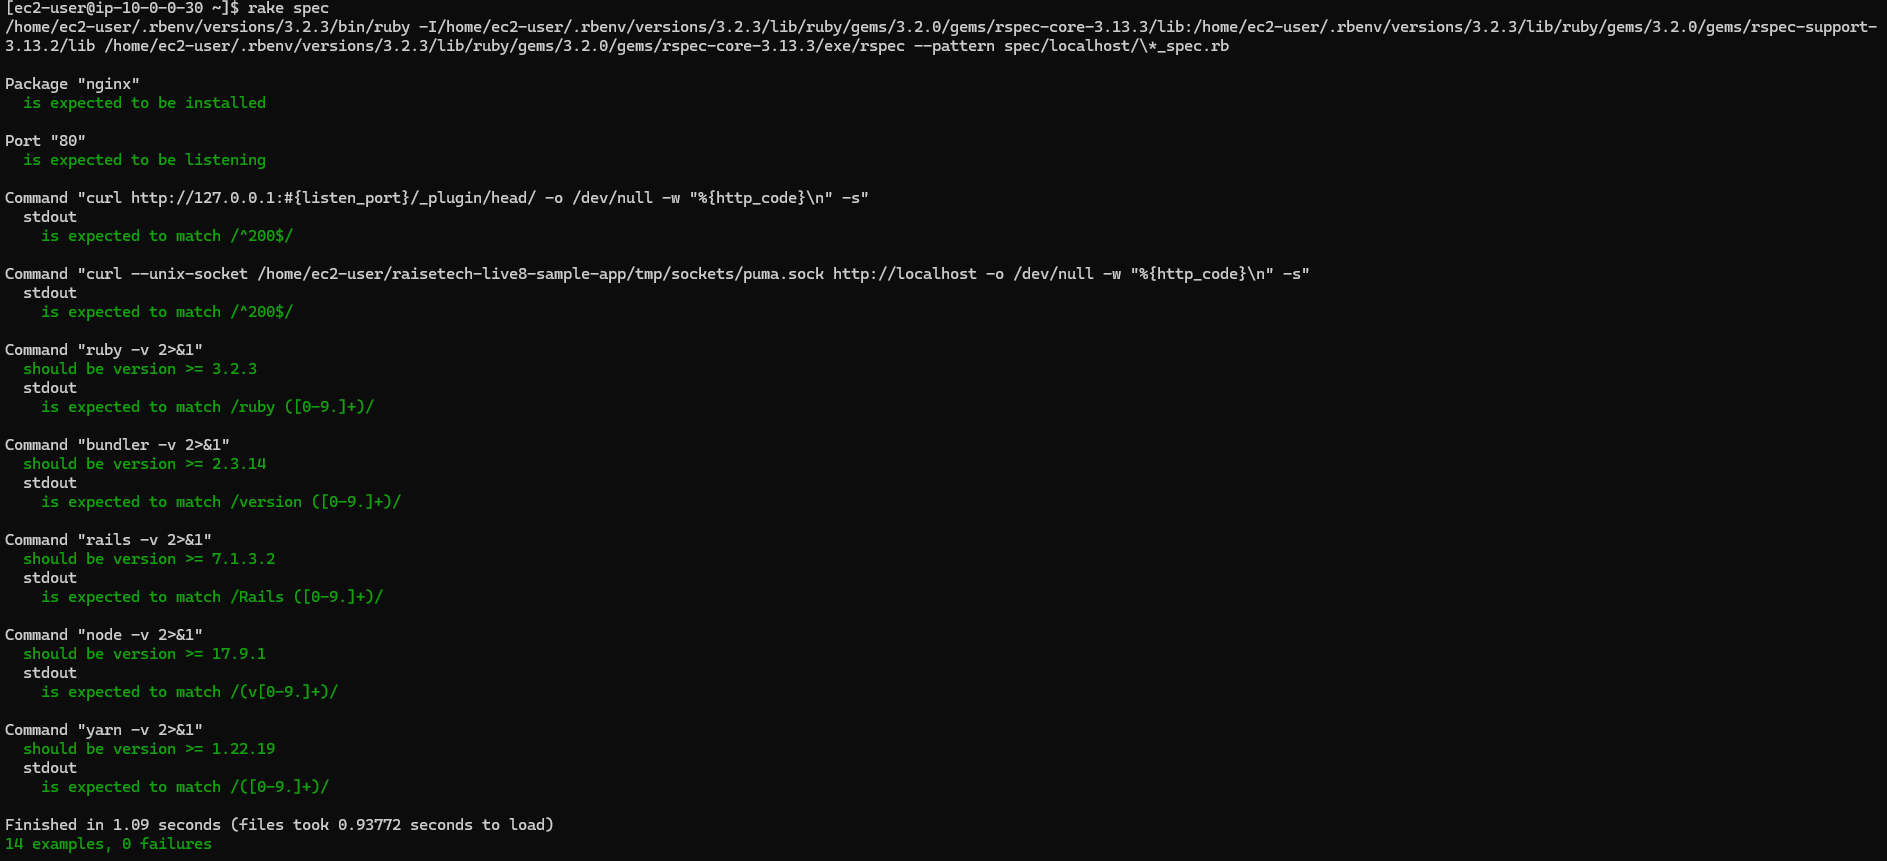 [ec2-user@ip-10-0-0-30 ~]$ rake spec
/home/ec2-user/.rbenv/versions/3.2.3/bin/ruby -I/home/ec2-user/.rbenv/versions/3.2.3/lib/ruby/gems/3.2.0/gems/rspec-core-3.13.3/lib:/home/ec2-user/.rbenv/versions/3.2.3/lib/ruby/gems/3.2.0/gems/rspec-support-
3.13.2/lib /home/ec2-user/.rbenv/versions/3.2.3/lib/ruby/gems/3.2.0/gems/rspec-core-3.13.3/exe/rspec --pattern spec/localhost/\*_spec.rb

Package "nginx"
  is expected to be installed

Port "80"
  is expected to be listening

Command "curl http://127.0.0.1:#{listen_port}/_plugin/head/ -o /dev/null -w "%{http_code}\n" -s"
  stdout
    is expected to match /^200$/

Command "curl --unix-socket /home/ec2-user/raisetech-live8-sample-app/tmp/sockets/puma.sock http://localhost -o /dev/null -w "%{http_code}\n" -s"
  stdout
    is expected to match /^200$/

Command "ruby -v 2>&1"
  should be version >= 3.2.3
  stdout
    is expected to match /ruby ([0-9.]+)/

Command "bundler -v 2>&1"
  should be version >= 2.3.14
  stdout
    is expected to match /version ([0-9.]+)/

Command "rails -v 2>&1"
  should be version >= 7.1.3.2
  stdout
    is expected to match /Rails ([0-9.]+)/

Command "node -v 2>&1"
  should be version >= 17.9.1
  stdout
    is expected to match /(v[0-9.]+)/

Command "yarn -v 2>&1"
  should be version >= 1.22.19
  stdout
    is expected to match /([0-9.]+)/

Finished in 1.09 seconds (files took 0.93772 seconds to load)
14 examples, 0 failures